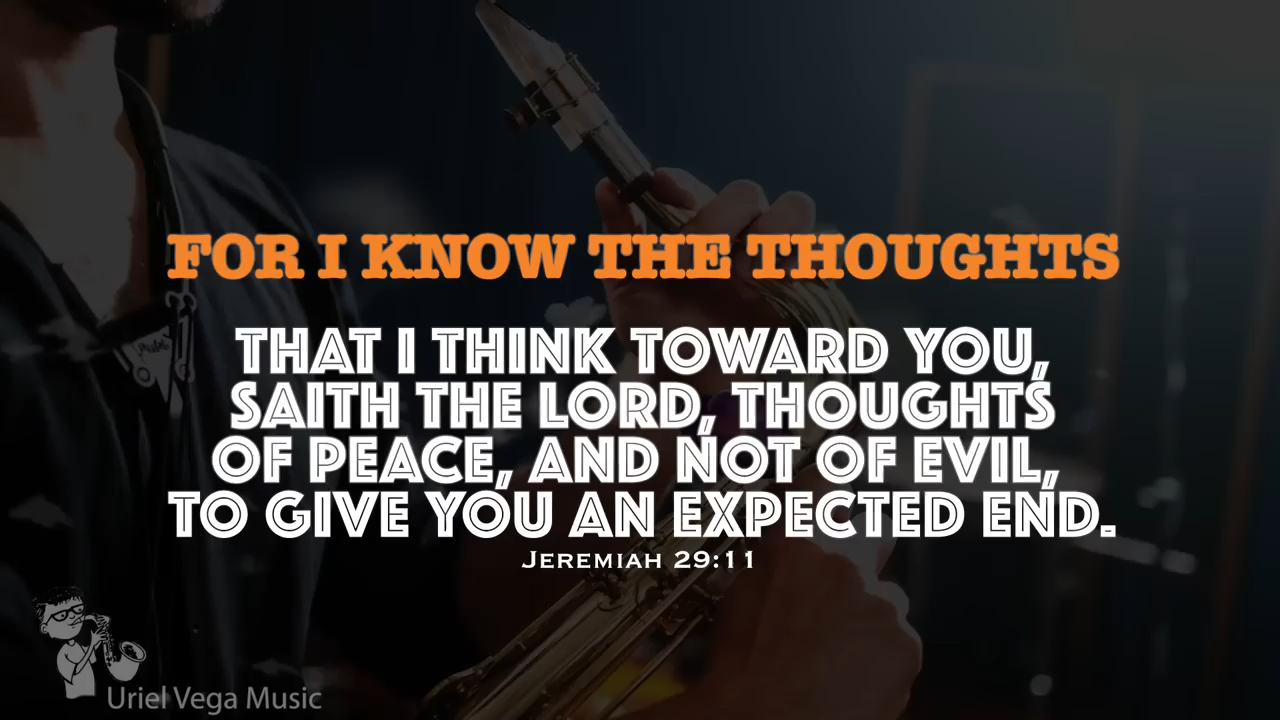 FOR I KNOW THE THOUGHTS
THAT I THINK TOWARD YOU,
SAITH THE LORD, THOUGHTS
OF PEACE, AND NOT OF EVIL,
TO GIVE YOU AN EXPECTED END.
JEREMIAH 29:11
Uriel Vega Music